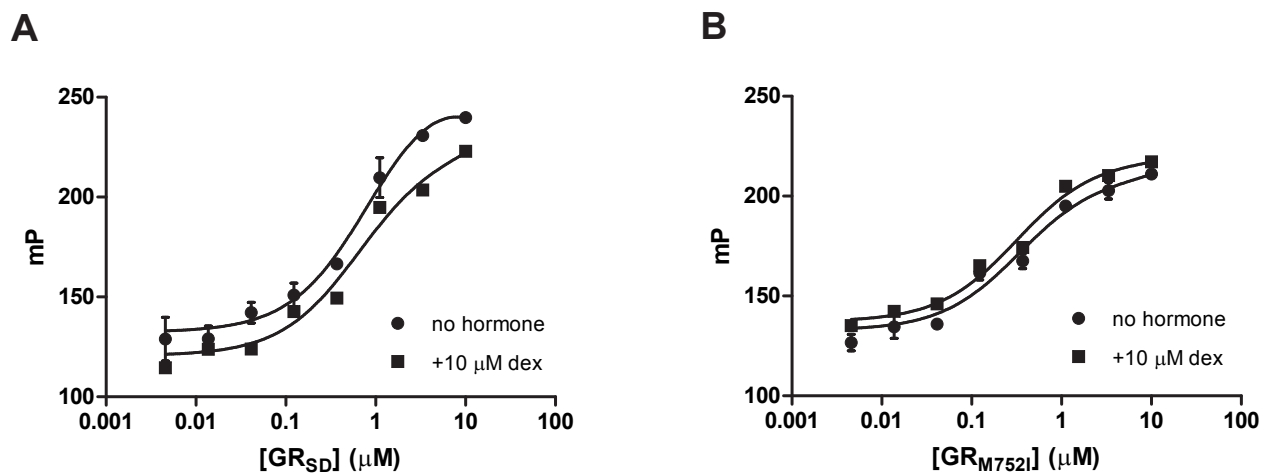 A
250
200
150
100
mP
no hormone
+10 μM dex
0.001 0.01 0.1 1 10 100
[GRSD] (μM)
B
250
200
150
100
mP
no hormone
+10 μM dex
0.001 0.01 0.1 1 10 100
[GRM752I] (μM)